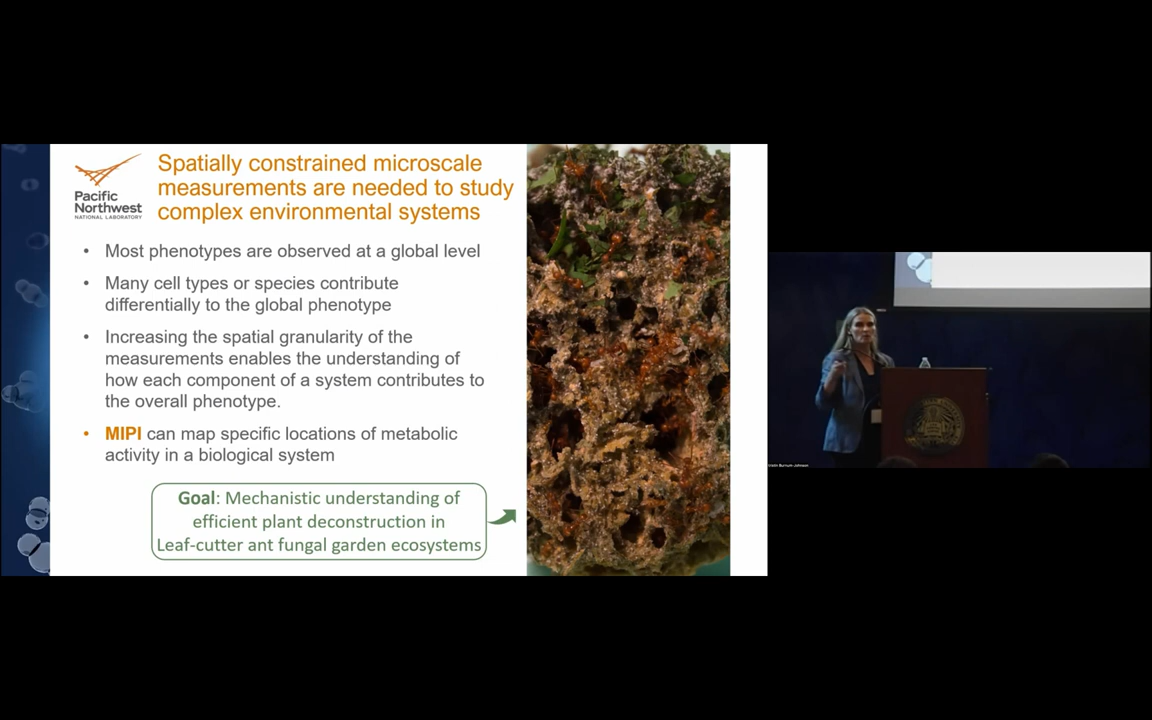 Pacific
Northwest
NATIONAL LABORATORY
Spatially constrained microscale
measurements are needed to study
complex environmental systems
• Most phenotypes are observed at a global level
• Many cell types or species contribute
differentially to the global phenotype
• Increasing the spatial granularity of the
measurements enables the understanding of
how each component of a system contributes to
the overall phenotype.
• MIPI can map specific locations of metabolic
activity in a biological system
Goal: Mechanistic understanding of
efficient plant deconstruction in
Leaf-cutter ant fungal garden ecosystems